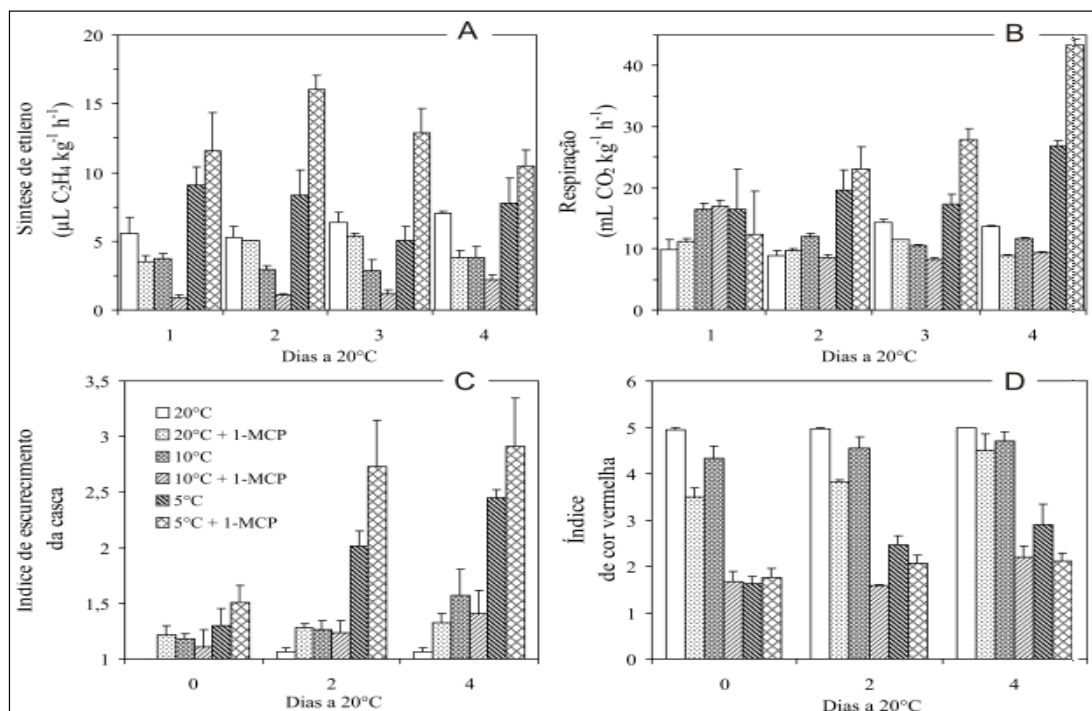 A
Síntese de etileno
(µL C₂H₄ kg⁻¹ h⁻¹)
20
15
10
5
0
1
2
3
4
Dias a 20°C
B
Respiração
(mL CO₂ kg⁻¹ h⁻¹)
40
30
20
10
0
1
2
3
4
Dias a 20°C
C
Indice de escurecimento
da casca
3,5
3
2,5
2
1,5
1
20°C
20°C + 1-MCP
10°C
10°C + 1-MCP
5°C
5°C + 1-MCP
0
2
4
Dias a 20°C
D
Índice
de cor vermelha
6
5
4
3
2
1
0
0
2
4
Dias a 20°C